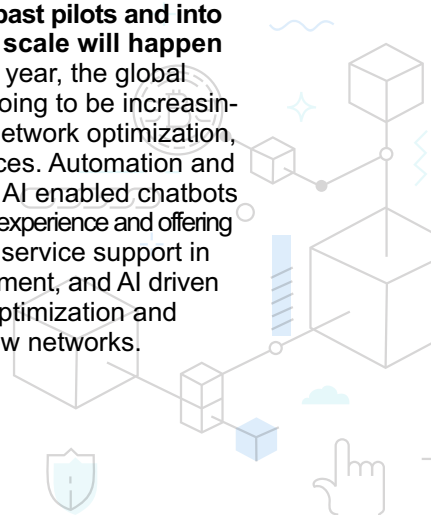 past pilots and into
scale will happen
year, the global
oing to be increasin-
etwork optimization,
ces. Automation and
AI enabled chatbots
experience and offering
service support in
ment, and AI driven
ptimization and
w networks.